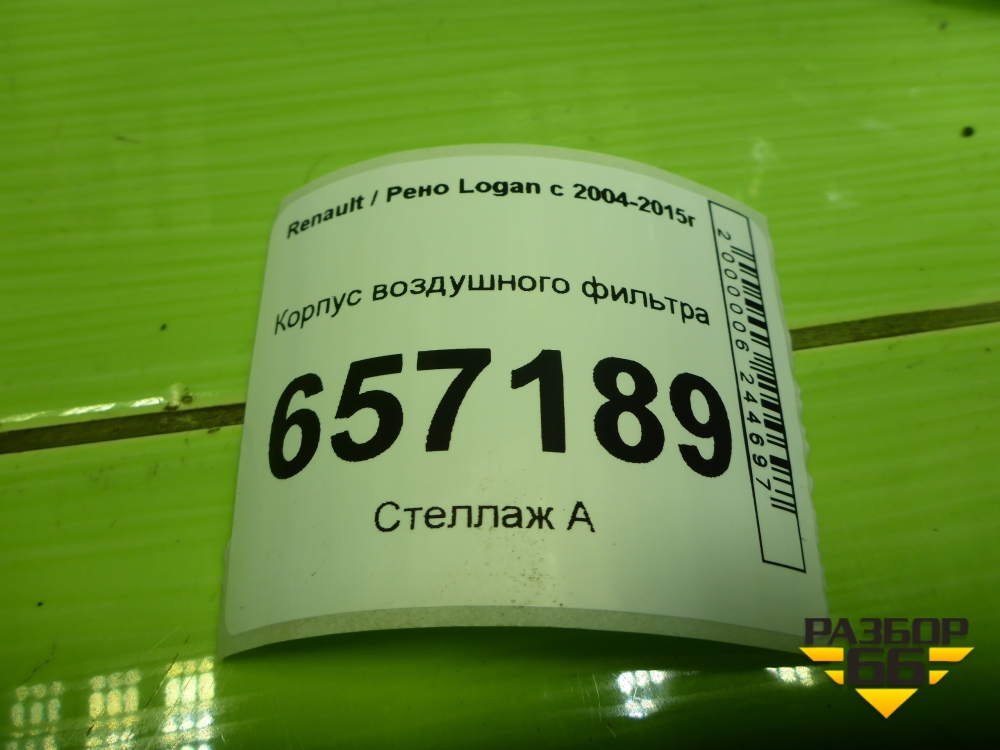 Renault / Рено Logan с 2004-2015г
Корпус воздушного фильтра
657189
Стеллаж А
2000006244697
РАЗБОР
66